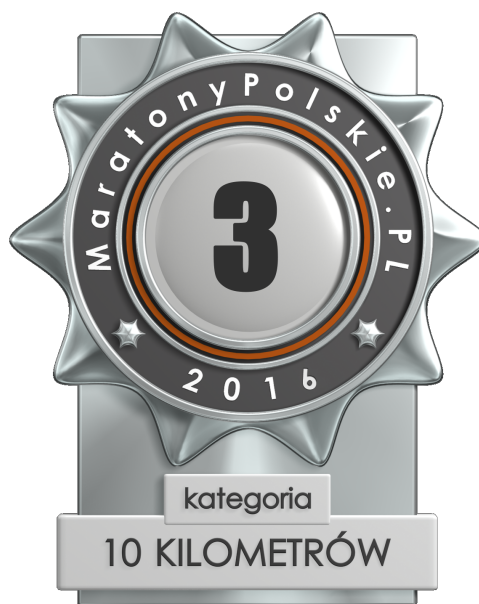 MaratonyPolskie.PL
3
2016
kategoria
10 KILOMETRÓW